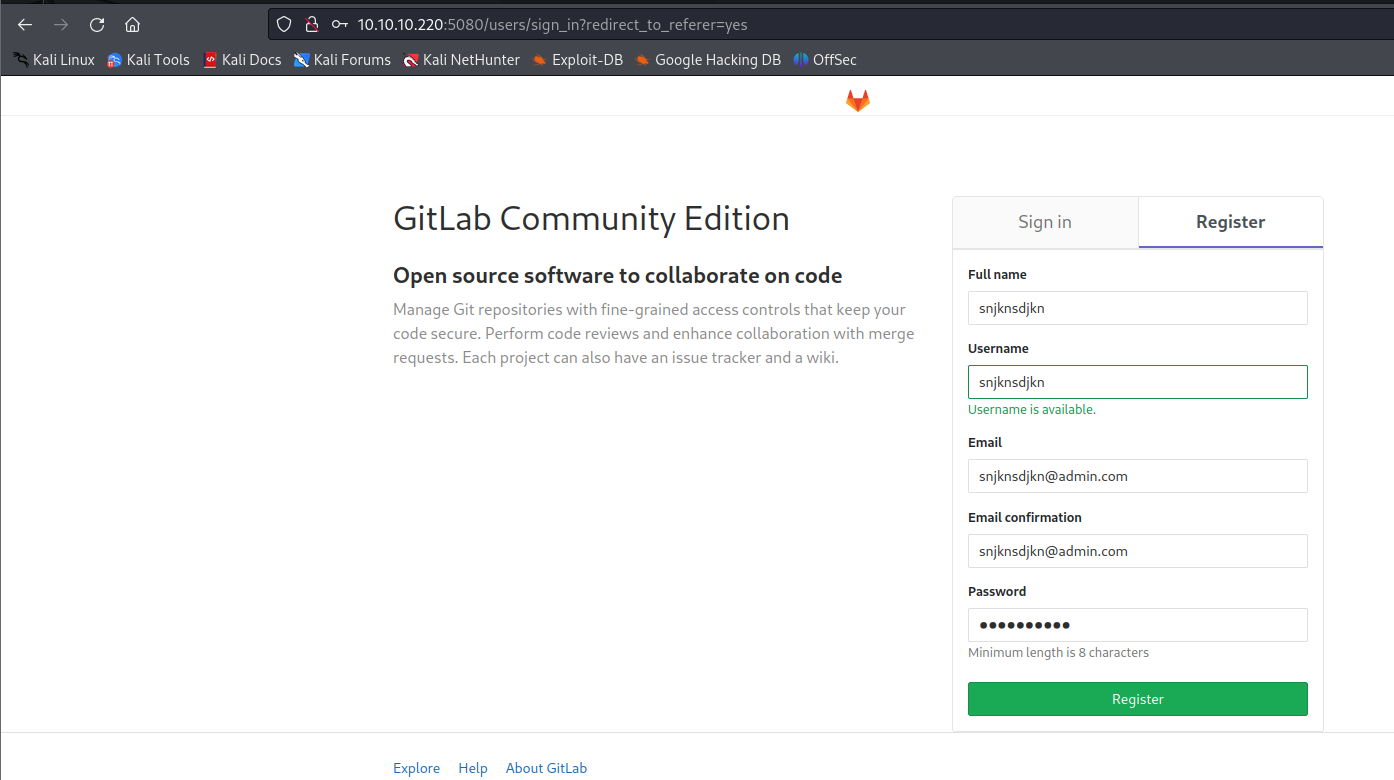 10.10.10.220:5080/users/sign_in?redirect_to_referer=yes
Kali Linux Kali Tools Kali Docs Kali Forums Kali NetHunter Exploit-DB Google Hacking DB OffSec
GitLab Community Edition
Open source software to collaborate on code
Manage Git repositories with fine-grained access controls that keep your
code secure. Perform code reviews and enhance collaboration with merge
requests. Each project can also have an issue tracker and a wiki.
Sign in Register
Full name
snjknsdjkn
Username
snjknsdjkn
Username is available.
Email
snjknsdjkn@admin.com
Email confirmation
snjknsdjkn@admin.com
Password
●●●●●●●●●●
Minimum length is 8 characters
Register
Explore Help About GitLab